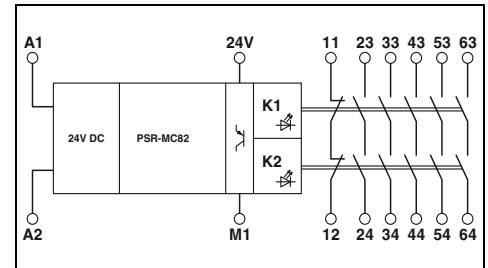 A1 24V 11 23 33 43 53 63
K1
24V DC PSR-MC82
K2
A2 M1 12 24 34 44 54 64